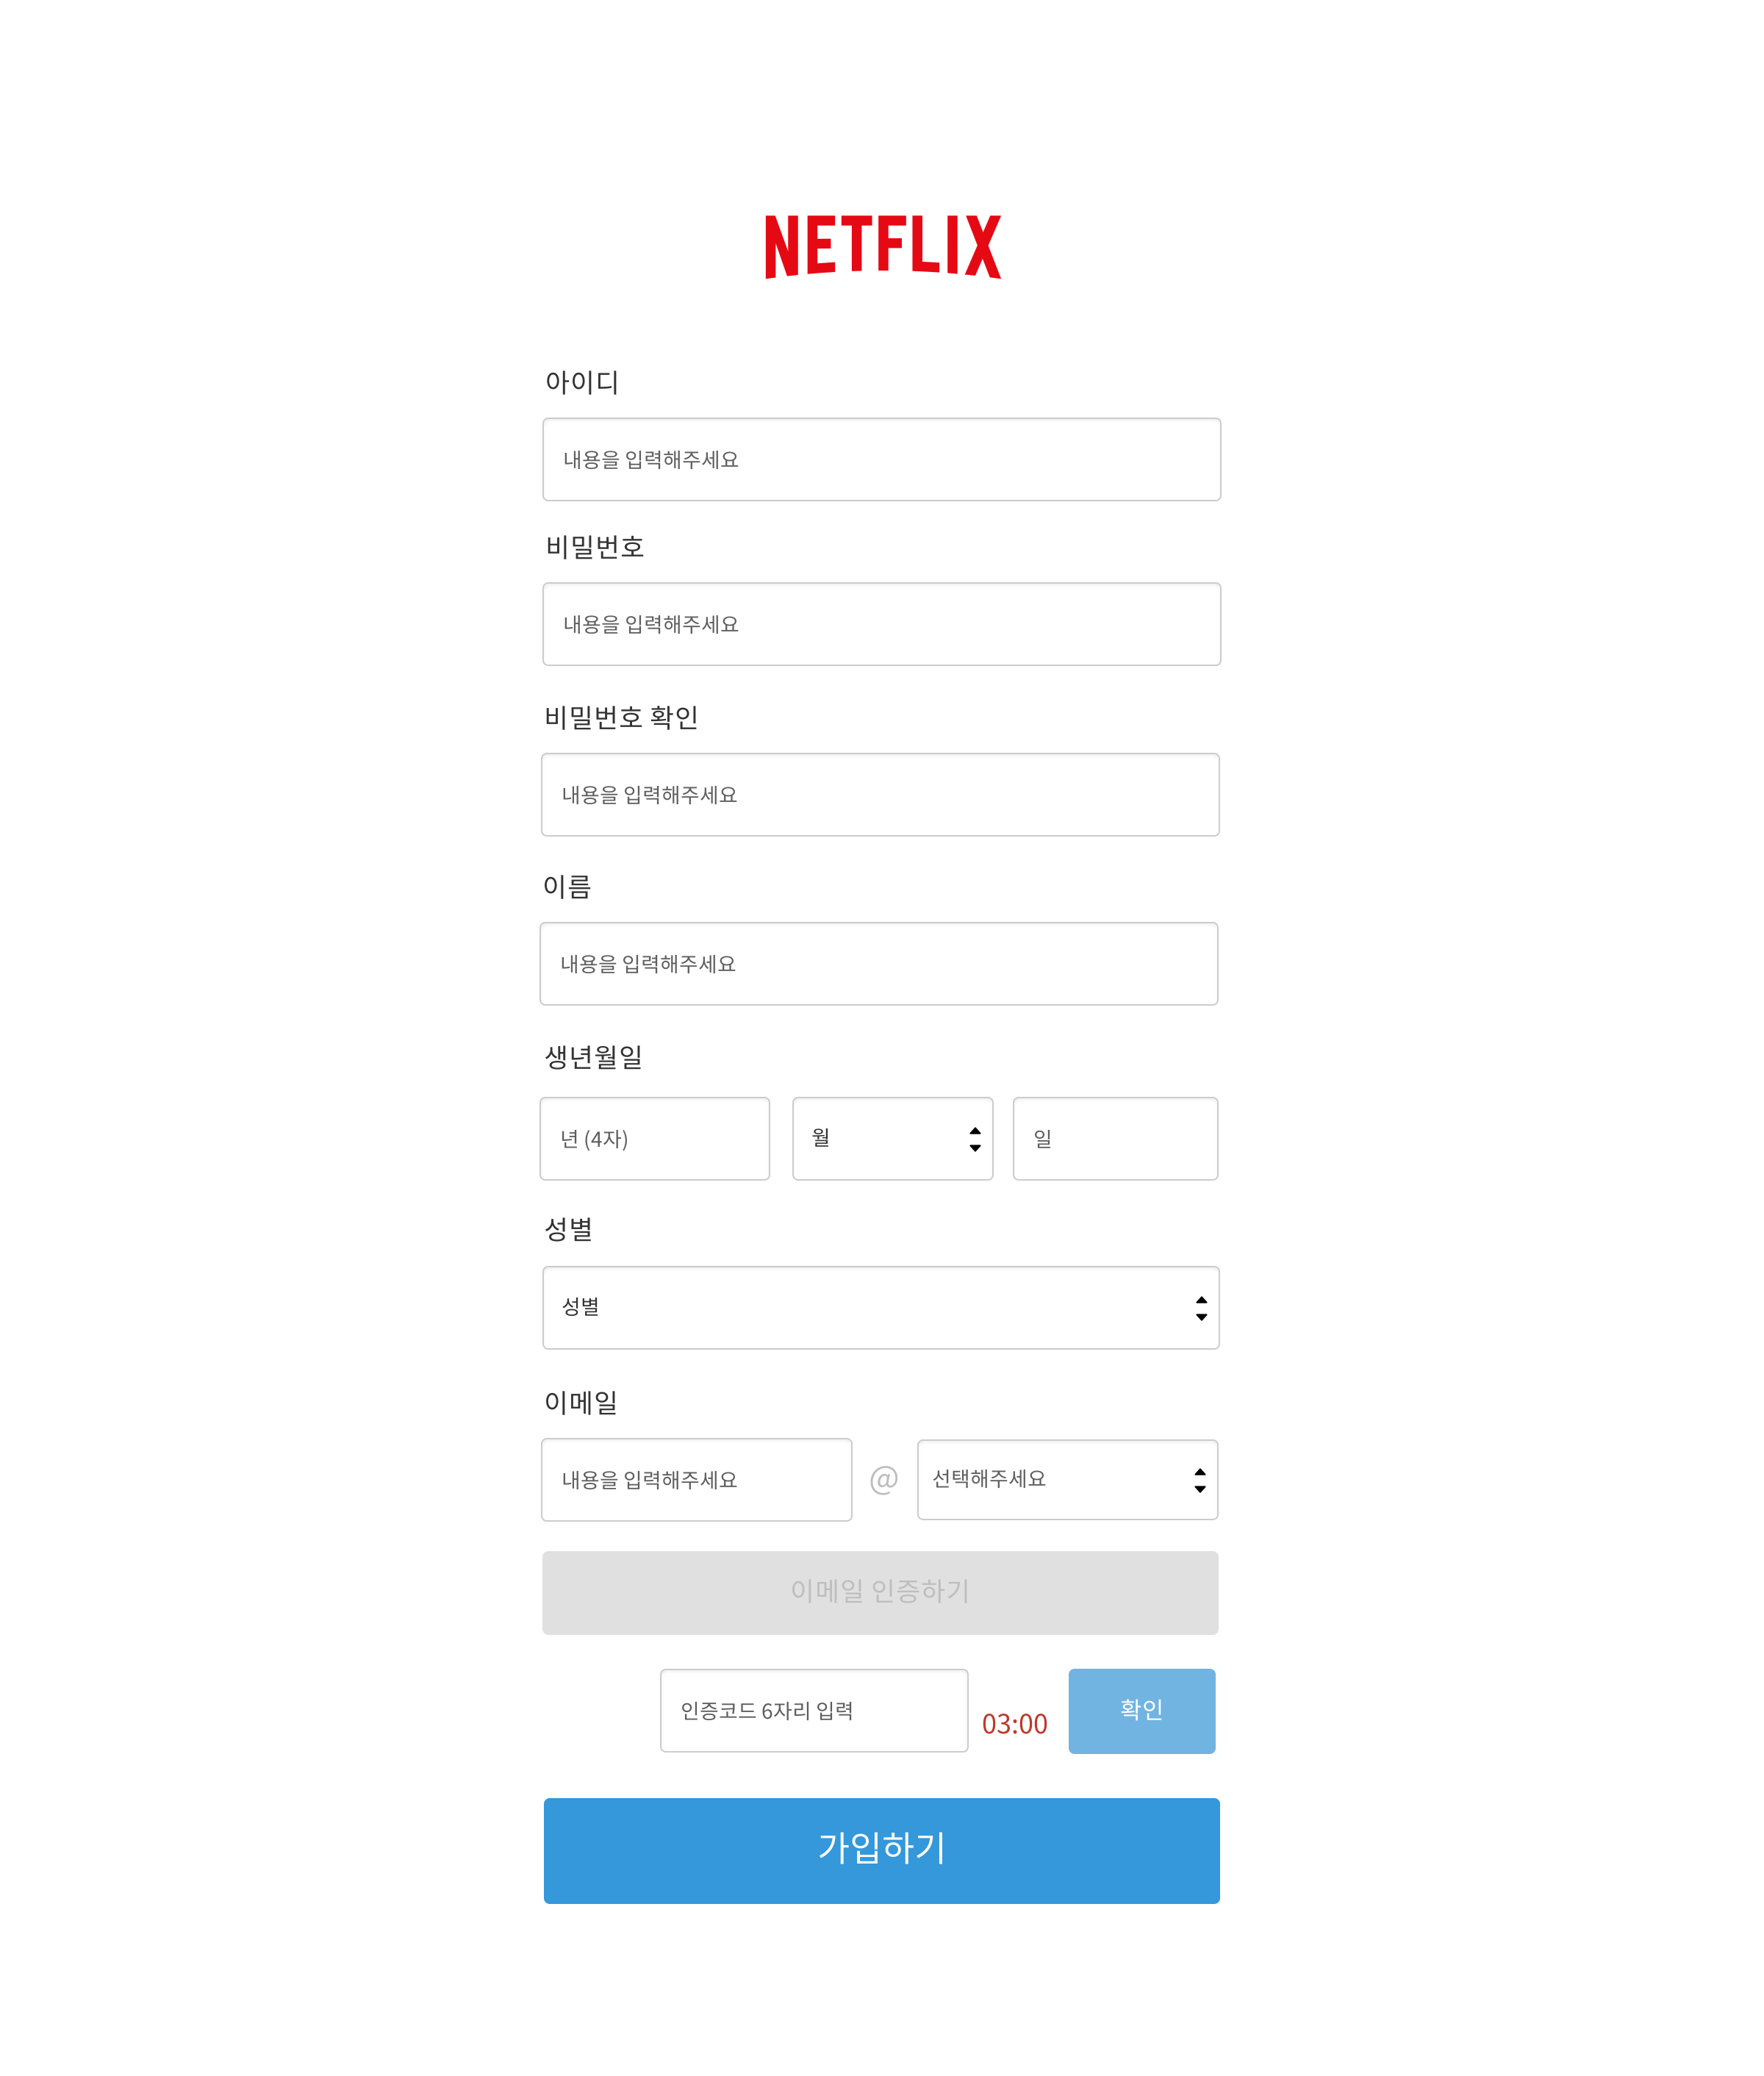 NETFLIX
아이디
내용을 입력해주세요
비밀번호
내용을 입력해주세요
비밀번호 확인
내용을 입력해주세요
이름
내용을 입력해주세요
생년월일
년 (4자) 월 일
성별
성별
이메일
내용을 입력해주세요 @ 선택해주세요
이메일 인증하기
인증코드 6자리 입력 03:00 확인
가입하기